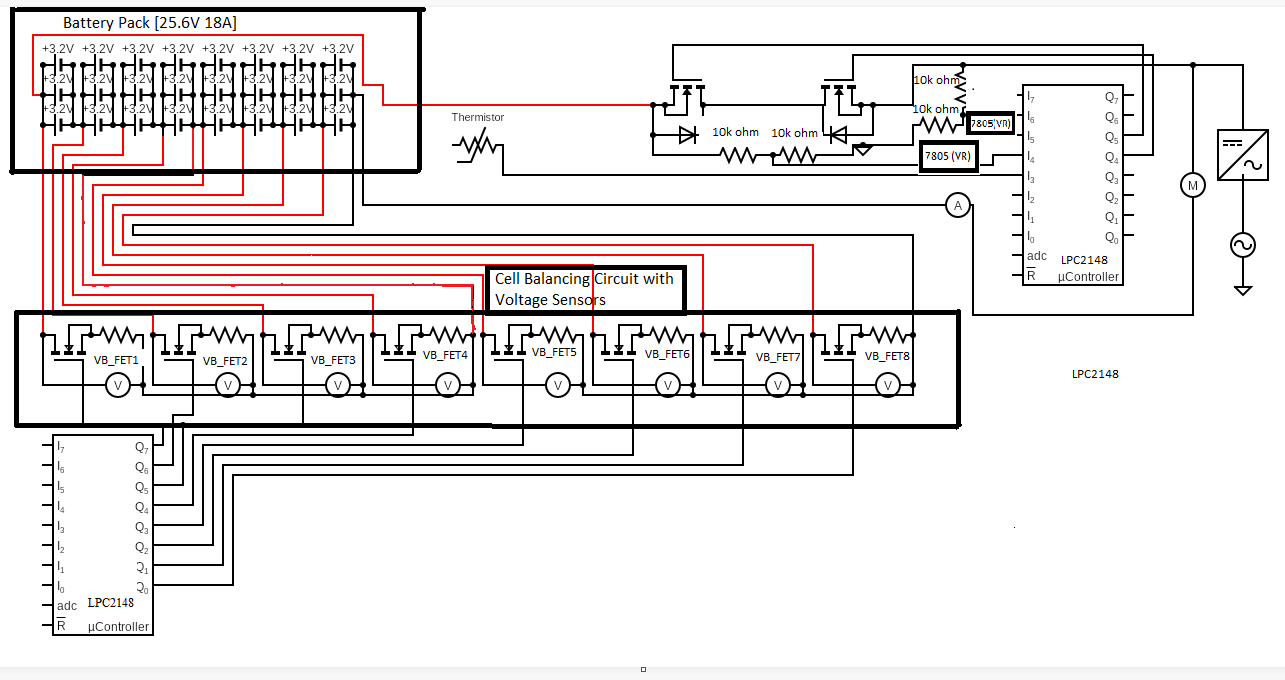 Battery Pack [25.6V 18A]
+3.2V +3.2V +3.2V +3.2V +3.2V +3.2V +3.2V +3.2V
+3.2V +3.2V +3.2V +3.2V +3.2V +3.2V +3.2V +3.2V
+3.2V +3.2V +3.2V +3.2V +3.2V +3.2V +3.2V +3.2V
Thermistor
10k ohm
10k ohm
10k ohm
10k ohm
7805(VR)
7805 (VR)
I7 Q7
I6 Q6
I5 Q5
I4 Q4
I3 Q3
I2 Q2
I1 Q1
I0 Q0
adc LPC2148
R µController
M
A
Cell Balancing Circuit with
Voltage Sensors
VB_FET1 VB_FET2 VB_FET3 VB_FET4 VB_FET5 VB_FET6 VB_FET7 VB_FET8
V V V V V V V V
LPC2148
I7 Q7
I6 Q6
I5 Q5
I4 Q4
I3 Q3
I2 Q2
I1 Q1
I0 Q0
adc LPC2148
R µController